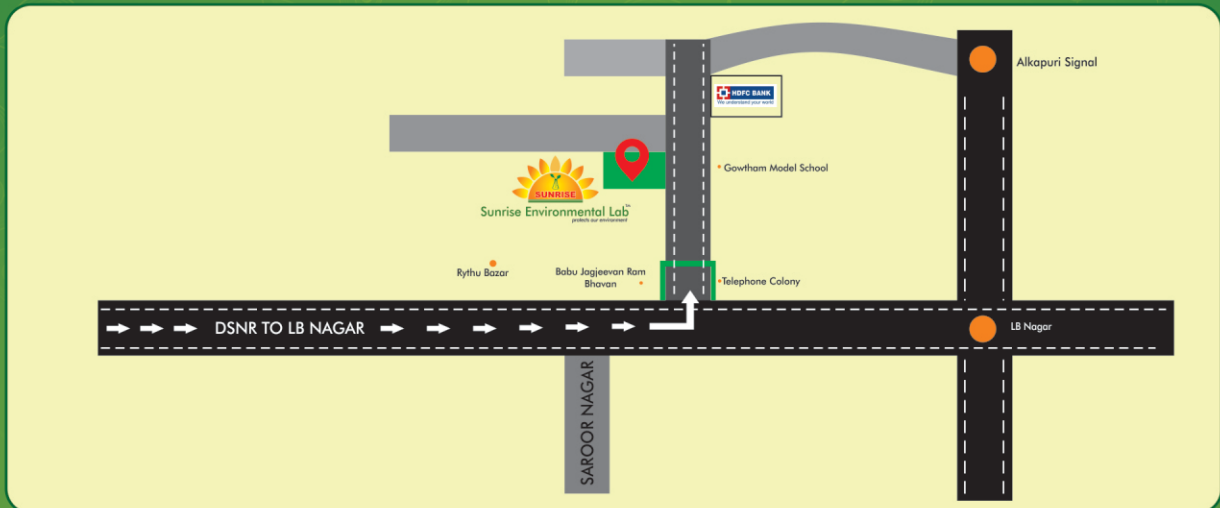 Alkapuri Signal
HDFC BANK
We understand your world
Gowtham Model School
SUNRISE
Sunrise Environmental Lab™
protects our environment
Rythu Bazar
Babu Jagjeevan Ram
Bhavan
Telephone Colony
DSNR TO LB NAGAR
LB Nagar
SAROOR NAGAR